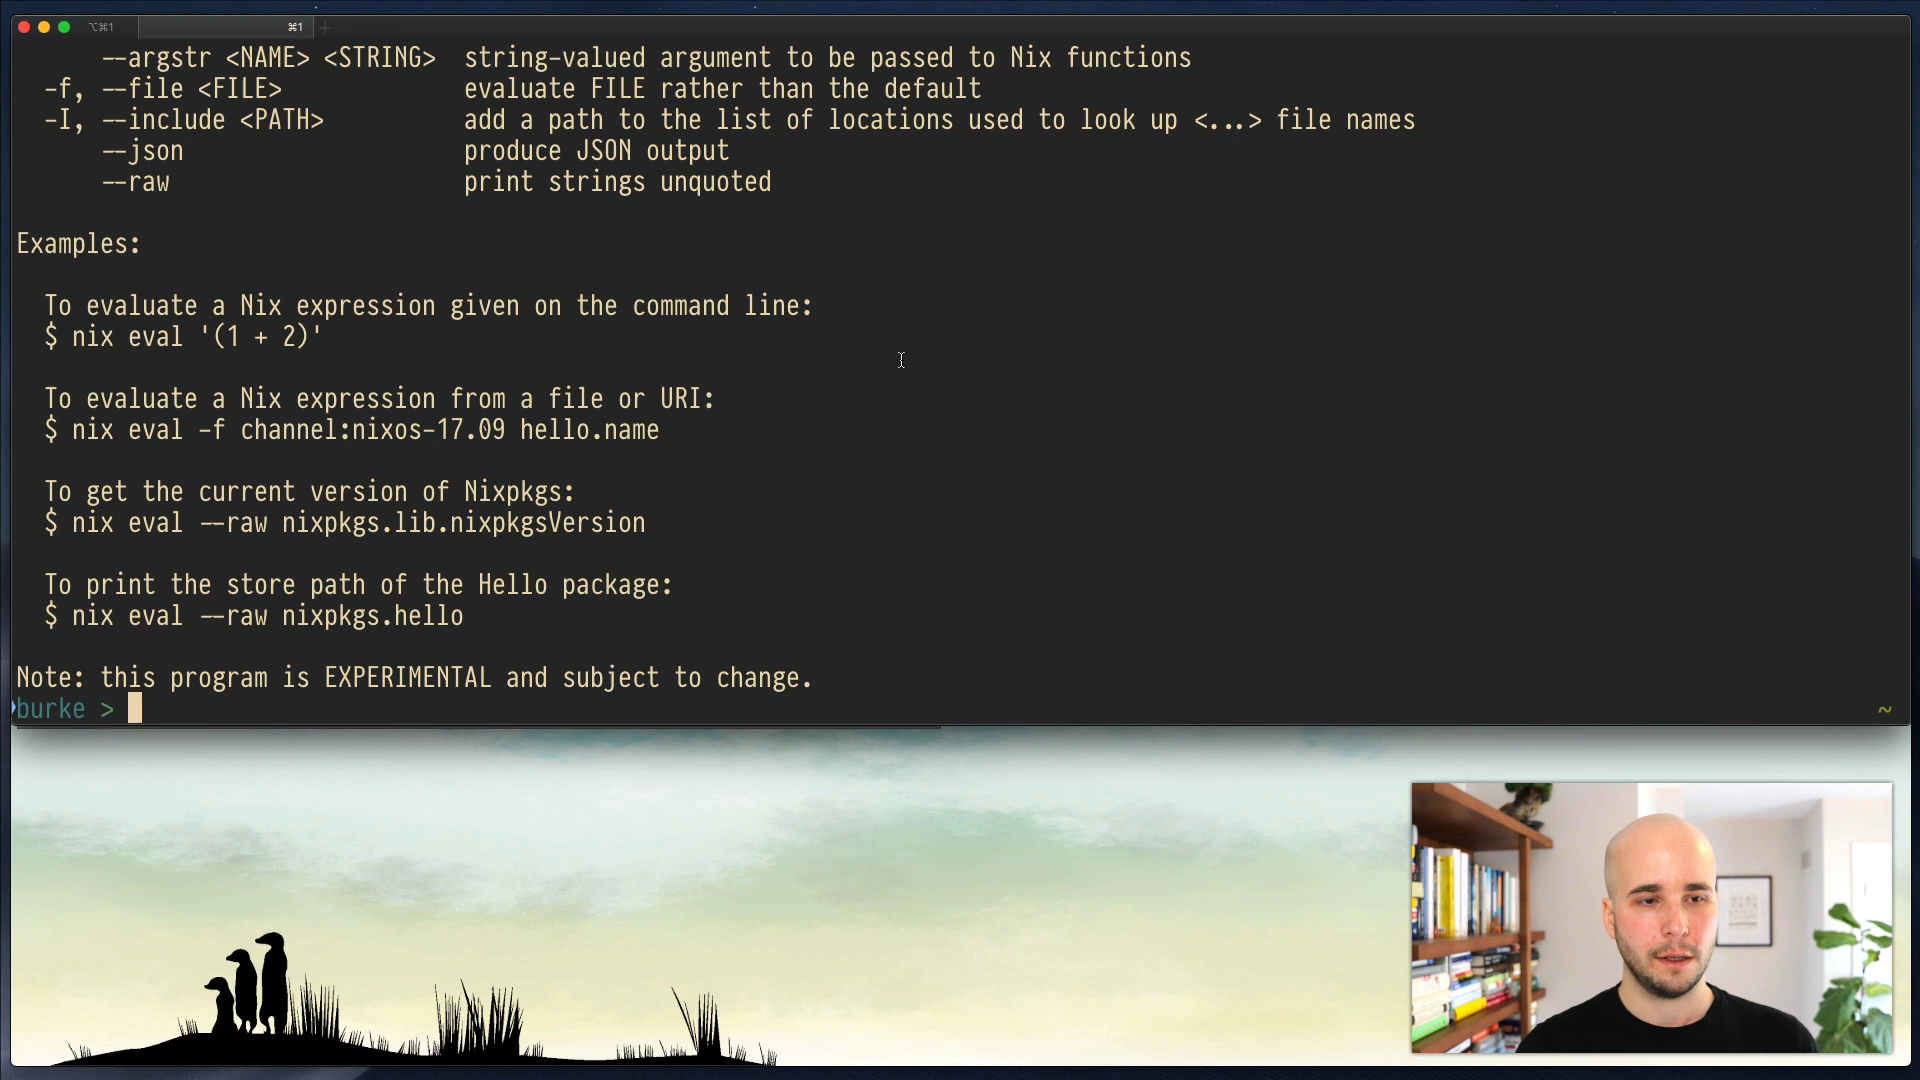 ⌥⌘1 ⌘1 +
--argstr <NAME> <STRING> string-valued argument to be passed to Nix functions
-f, --file <FILE> evaluate FILE rather than the default
-I, --include <PATH> add a path to the list of locations used to look up <...> file names
--json produce JSON output
--raw print strings unquoted
Examples:
To evaluate a Nix expression given on the command line:
$ nix eval '(1 + 2)'
To evaluate a Nix expression from a file or URI:
$ nix eval -f channel:nixos-17.09 hello.name
To get the current version of Nixpkgs:
$ nix eval --raw nixpkgs.lib.nixpkgsVersion
To print the store path of the Hello package:
$ nix eval --raw nixpkgs.hello
Note: this program is EXPERIMENTAL and subject to change.
burke > ~